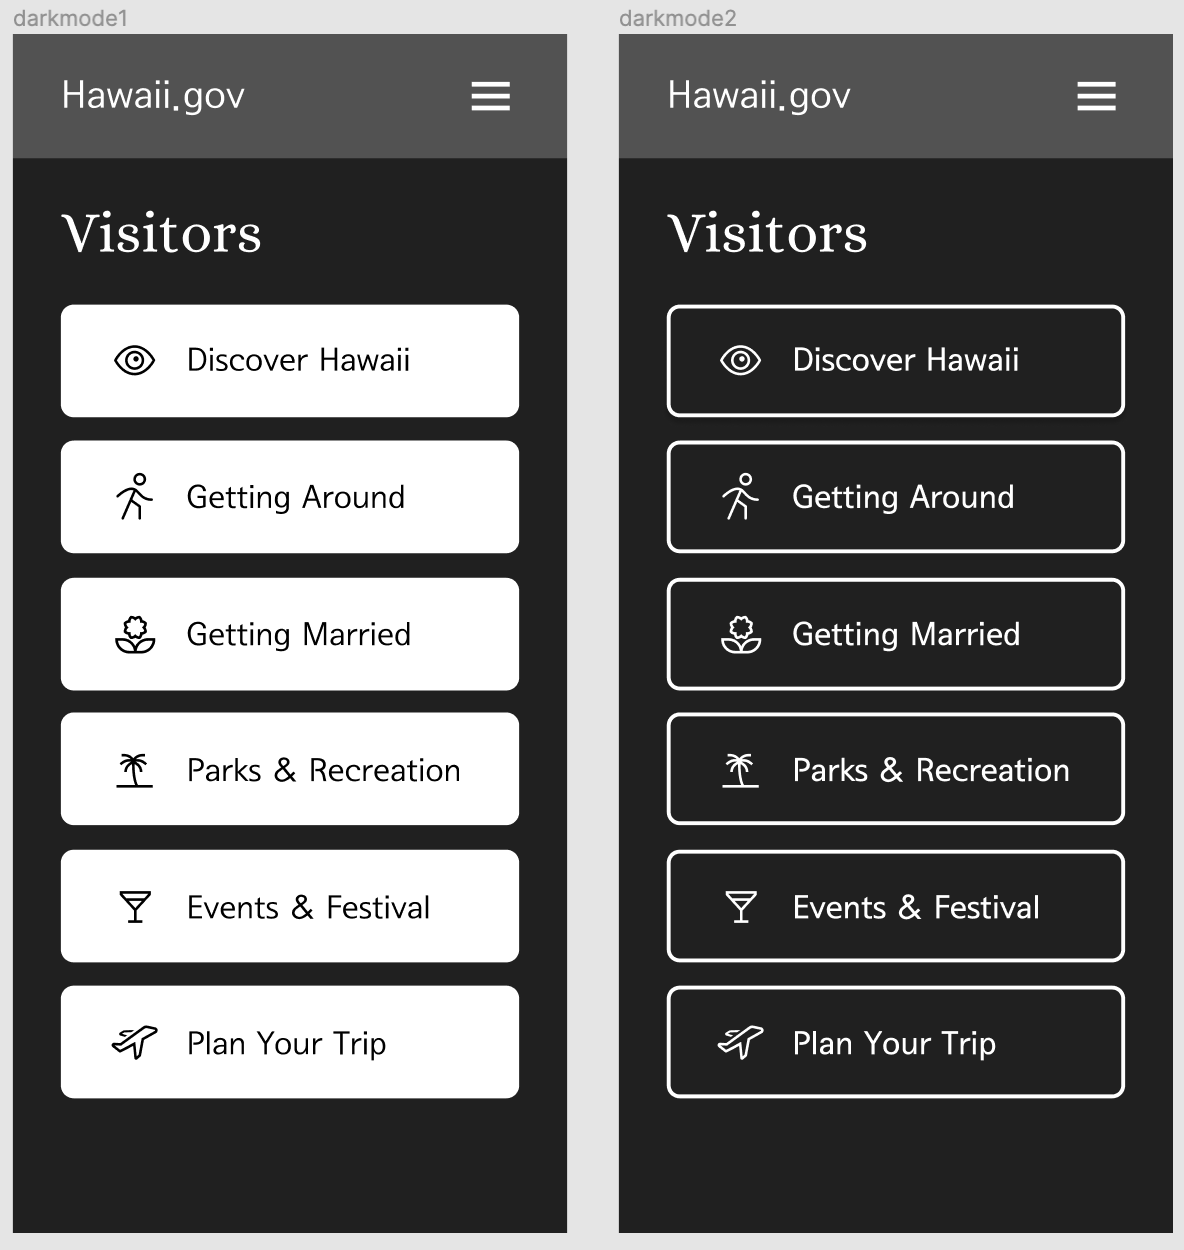 darkmode1
Hawaii.gov
Visitors
Discover Hawaii
Getting Around
Getting Married
Parks & Recreation
Events & Festival
Plan Your Trip
darkmode2
Hawaii.gov
Visitors
Discover Hawaii
Getting Around
Getting Married
Parks & Recreation
Events & Festival
Plan Your Trip